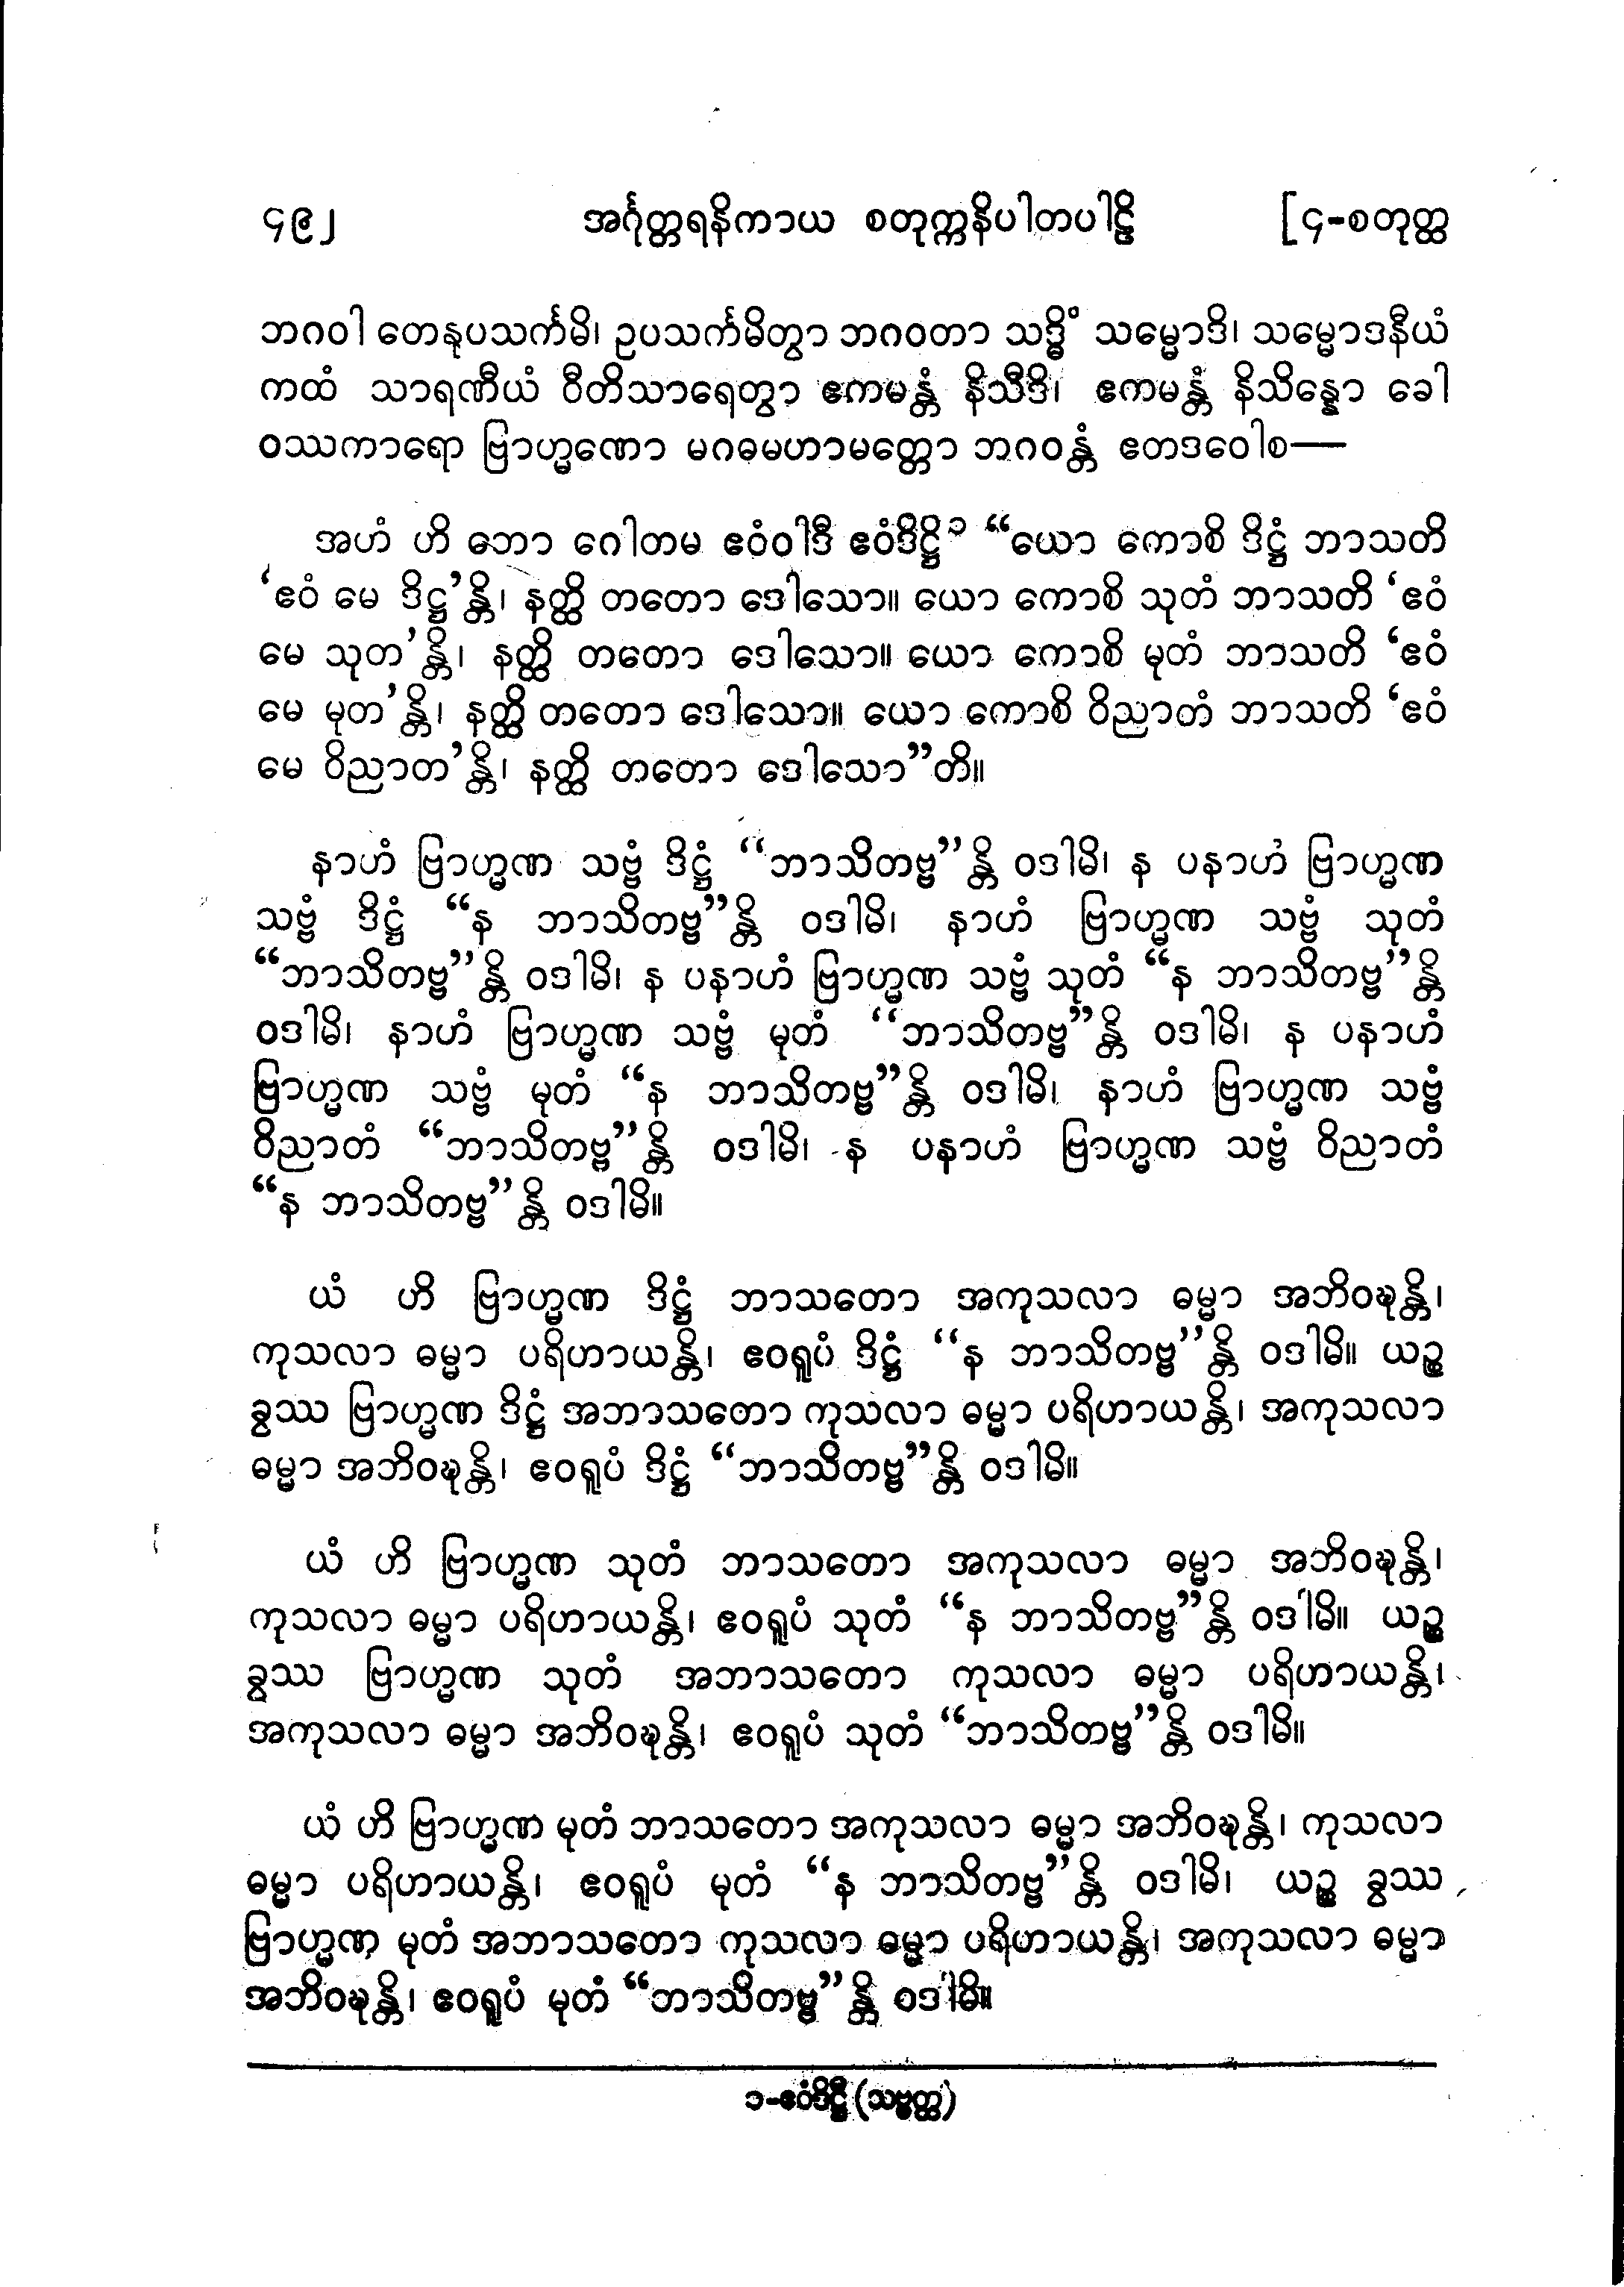 ၄၉၂ အင်္ဂုတ္တရနိကာယ စတုက္ကနိပါတပါဠိ [၄-စတုတ္ထ
ဘဂဝါ တေနုပသင်္ကမိ၊ ဥပသင်္ကမိတွာ ဘဂဝတာ သဒ္ဓိံ သမ္မောဒိ၊ သမ္မောဒနီယံ
ကထံ သာရဏီယံ ဝီတိသာရေတွာ ဧကမန္တံ နိသီဒိ၊ ဧကမန္တံ နိသိန္နော ခေါ
ဝဿကာရော ဗြာဟ္မဏော မဂဓမဟာမတ္တော ဘဂဝန္တံ ဧတဒဝေါစ—
အဟံ ဟိ ဘော ဂေါတမ ဧဝံဝါဒီ ဧဝံဒိဋ္ဌိ ၁ “ယော ကောစိ ဒိဋ္ဌံ ဘာသတိ
‘ဧဝံ မေ ဒိဋ္ဌ’န္တိ၊ နတ္ထိ တတော ဒေါသော။ ယော ကောစိ သုတံ ဘာသတိ ‘ဧဝံ
မေ သုတ’န္တိ၊ နတ္ထိ တတော ဒေါသော။ ယော ကောစိ မုတံ ဘာသတိ ‘ဧဝံ
မေ မုတ’န္တိ၊ နတ္ထိ တတော ဒေါသော။ ယော ကောစိ ဝိညာတံ ဘာသတိ ‘ဧဝံ
မေ ဝိညာတ’န္တိ၊ နတ္ထိ တတော ဒေါသော”တိ။
နာဟံ ဗြာဟ္မဏ သဗ္ဗံ ဒိဋ္ဌံ “ဘာသိတဗ္ဗ”န္တိ ဝဒါမိ၊ န ပနာဟံ ဗြာဟ္မဏ
သဗ္ဗံ ဒိဋ္ဌံ “န ဘာသိတဗ္ဗ”န္တိ ဝဒါမိ၊ နာဟံ ဗြာဟ္မဏ သဗ္ဗံ သုတံ
“ဘာသိတဗ္ဗ”န္တိ ဝဒါမိ၊ န ပနာဟံ ဗြာဟ္မဏ သဗ္ဗံ သုတံ “န ဘာသိတဗ္ဗ”န္တိ
ဝဒါမိ၊ နာဟံ ဗြာဟ္မဏ သဗ္ဗံ မုတံ “ဘာသိတဗ္ဗ”န္တိ ဝဒါမိ၊ န ပနာဟံ
ဗြာဟ္မဏ သဗ္ဗံ မုတံ “န ဘာသိတဗ္ဗ”န္တိ ဝဒါမိ၊ နာဟံ ဗြာဟ္မဏ သဗ္ဗံ
ဝိညာတံ “ဘာသိတဗ္ဗ”န္တိ ဝဒါမိ၊ န ပနာဟံ ဗြာဟ္မဏ သဗ္ဗံ ဝိညာတံ
“န ဘာသိတဗ္ဗ”န္တိ ဝဒါမိ။
ယံ ဟိ ဗြာဟ္မဏ ဒိဋ္ဌံ ဘာသတော အကုသလာ ဓမ္မာ အဘိဝဍ္ဎန္တိ၊
ကုသလာ ဓမ္မာ ပရိဟာယန္တိ၊ ဧဝရူပံ ဒိဋ္ဌံ “န ဘာသိတဗ္ဗ”န္တိ ဝဒါမိ။ ယဉ္စ
ခွဿ ဗြာဟ္မဏ ဒိဋ္ဌံ အဘာသတော ကုသလာ ဓမ္မာ ပရိဟာယန္တိ၊ အကုသလာ
ဓမ္မာ အဘိဝဍ္ဎန္တိ၊ ဧဝရူပံ ဒိဋ္ဌံ “ဘာသိတဗ္ဗ”န္တိ ဝဒါမိ။
ယံ ဟိ ဗြာဟ္မဏ သုတံ ဘာသတော အကုသလာ ဓမ္မာ အဘိဝဍ္ဎန္တိ၊
ကုသလာ ဓမ္မာ ပရိဟာယန္တိ၊ ဧဝရူပံ သုတံ “န ဘာသိတဗ္ဗ”န္တိ ဝဒါမိ။ ယဉ္စ
ခွဿ ဗြာဟ္မဏ သုတံ အဘာသတော ကုသလာ ဓမ္မာ ပရိဟာယန္တိ၊
အကုသလာ ဓမ္မာ အဘိဝဍ္ဎန္တိ၊ ဧဝရူပံ သုတံ “ဘာသိတဗ္ဗ”န္တိ ဝဒါမိ။
ယံ ဟိ ဗြာဟ္မဏ မုတံ ဘာသတော အကုသလာ ဓမ္မာ အဘိဝဍ္ဎန္တိ၊ ကုသလာ
ဓမ္မာ ပရိဟာယန္တိ၊ ဧဝရူပံ မုတံ “န ဘာသိတဗ္ဗ”န္တိ ဝဒါမိ၊ ယဉ္စ ခွဿ
ဗြာဟ္မဏ မုတံ အဘာသတော ကုသလာ ဓမ္မာ ပရိဟာယန္တိ၊ အကုသလာ ဓမ္မာ
အဘိဝဍ္ဎန္တိ၊ ဧဝရူပံ မုတံ “ဘာသိတဗ္ဗ”န္တိ ဝဒါမိ။
၁-ဧဝံဒိဋ္ဌီ (သဗ္ဗတ္ထ)